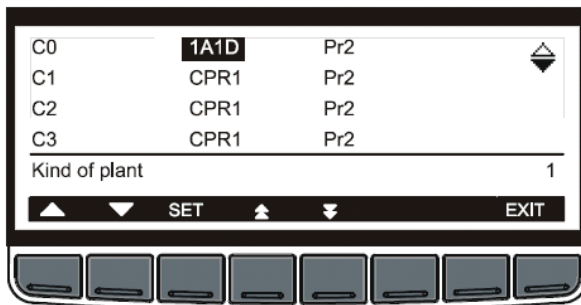 C0 1A1D Pr2
C1 CPR1 Pr2
C2 CPR1 Pr2
C3 CPR1 Pr2
Kind of plant 1
SET EXIT